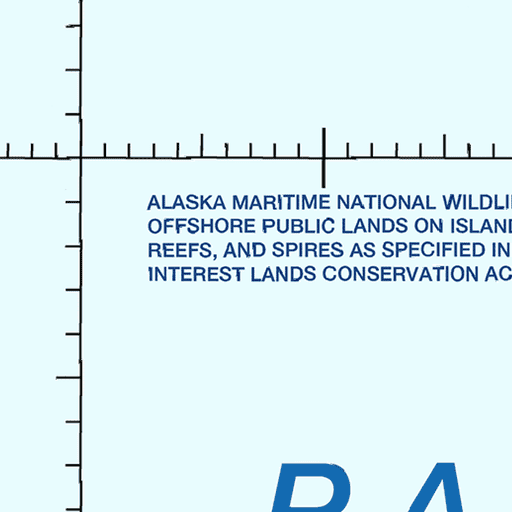 ALASKA MARITIME NATIONAL WILDLI
OFFSHORE PUBLIC LANDS ON ISLAND
REEFS, AND SPIRES AS SPECIFIED IN
INTEREST LANDS CONSERVATION AC